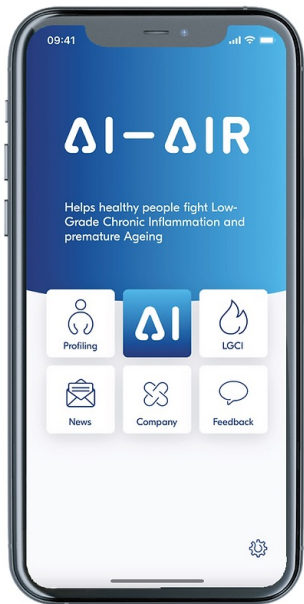 09:41
AI–AIR
Helps healthy people fight Low-
Grade Chronic Inflammation and
premature Ageing
Profiling
AI
LGCI
News
Company
Feedback